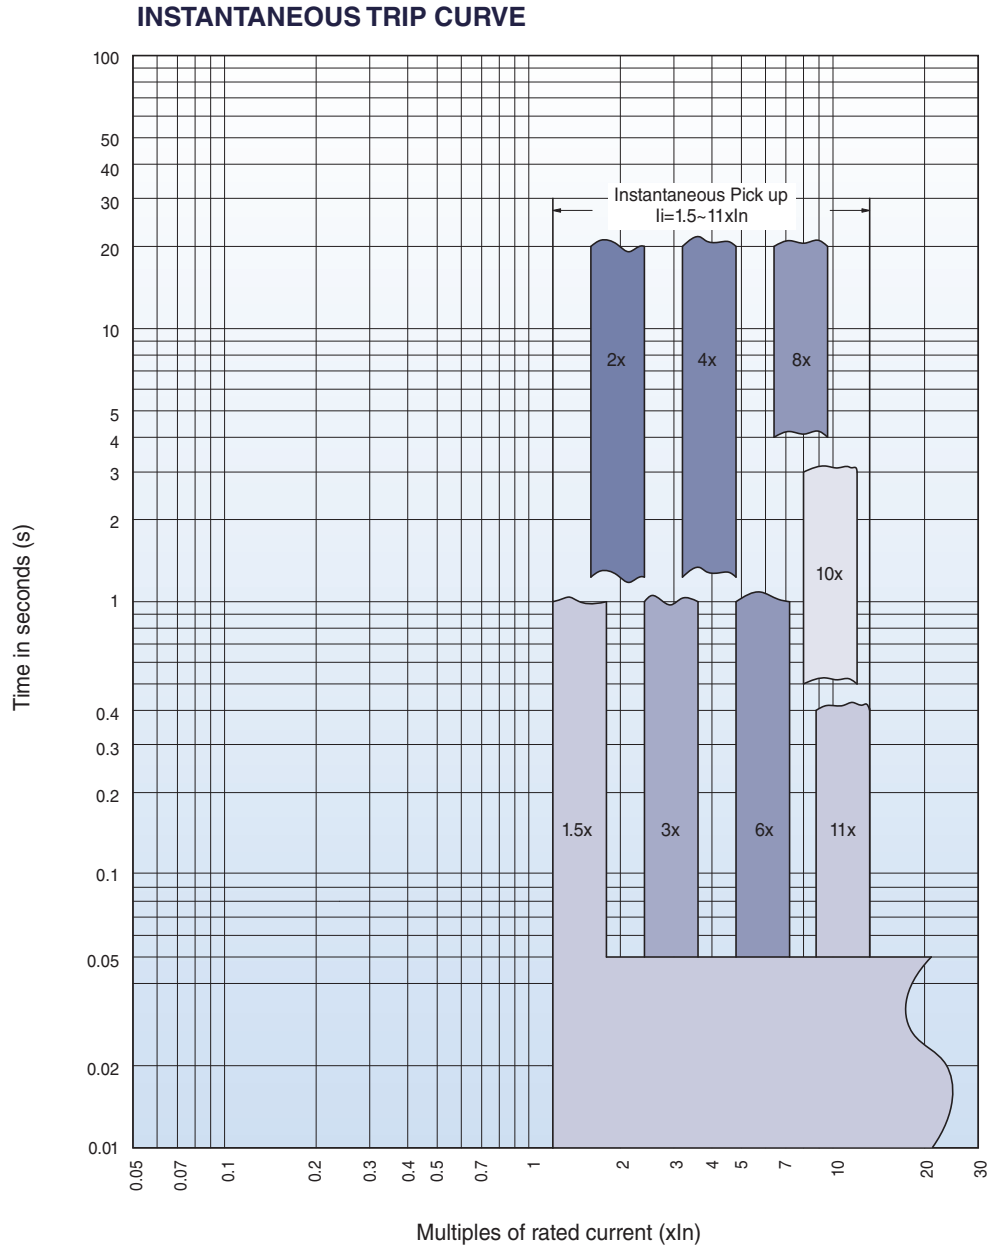 INSTANTANEOUS TRIP CURVE
100
50
40
30
20
10
5
4
3
2
1
0.4
0.3
0.2
0.1
0.05
0.02
0.01
Time in seconds (s)
Instantaneous Pick up
Ii=1.5~11xIn
2x
4x
8x
10x
1.5x
3x
6x
11x
0.05
0.07
0.1
0.2
0.3
0.4
0.5
0.7
1
2
3
4
5
7
10
20
30
Multiples of rated current (xIn)